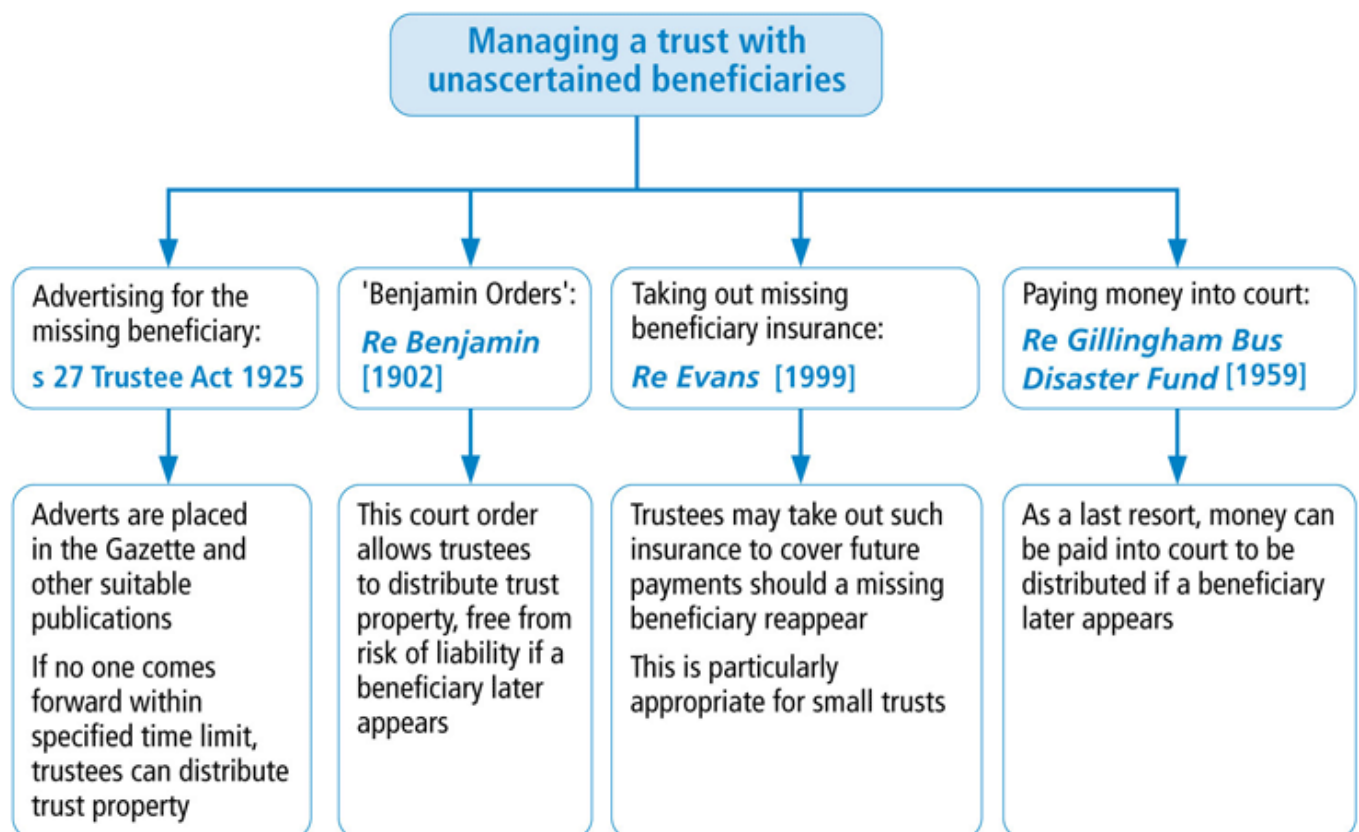 Managing a trust with
unascertained beneficiaries
Advertising for the
missing beneficiary:
s 27 Trustee Act 1925
'Benjamin Orders':
Re Benjamin
[1902]
Taking out missing
beneficiary insurance:
Re Evans [1999]
Paying money into court:
Re Gillingham Bus
Disaster Fund [1959]
Adverts are placed
in the Gazette and
other suitable
publications
If no one comes
forward within
specified time limit,
trustees can distribute
trust property
This court order
allows trustees
to distribute trust
property, free from
risk of liability if a
beneficiary later
appears
Trustees may take out such
insurance to cover future
payments should a missing
beneficiary reappear
This is particularly
appropriate for small trusts
As a last resort, money can
be paid into court to be
distributed if a beneficiary
later appears